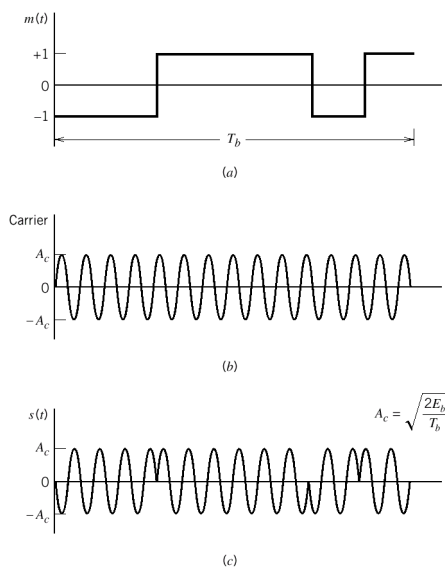 m(t)
+1
0
−1
T_b
(a)
Carrier
A_c
0
−A_c
(b)
A_c = √(2E_b/T_b)
s(t)
A_c
0
−A_c
(c)